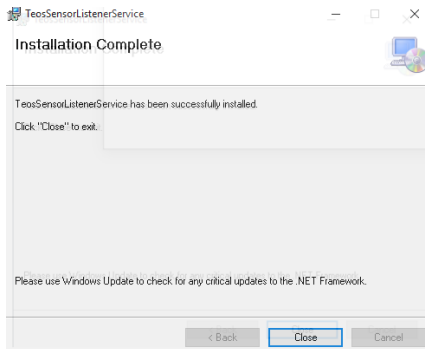 TeosSensorListenerService
Installation Complete
TeosSensorListenerService has been successfully installed.
Click "Close" to exit.
Please use Windows Update to check for any critical updates to the .NET Framework.
< Back
Close
Cancel